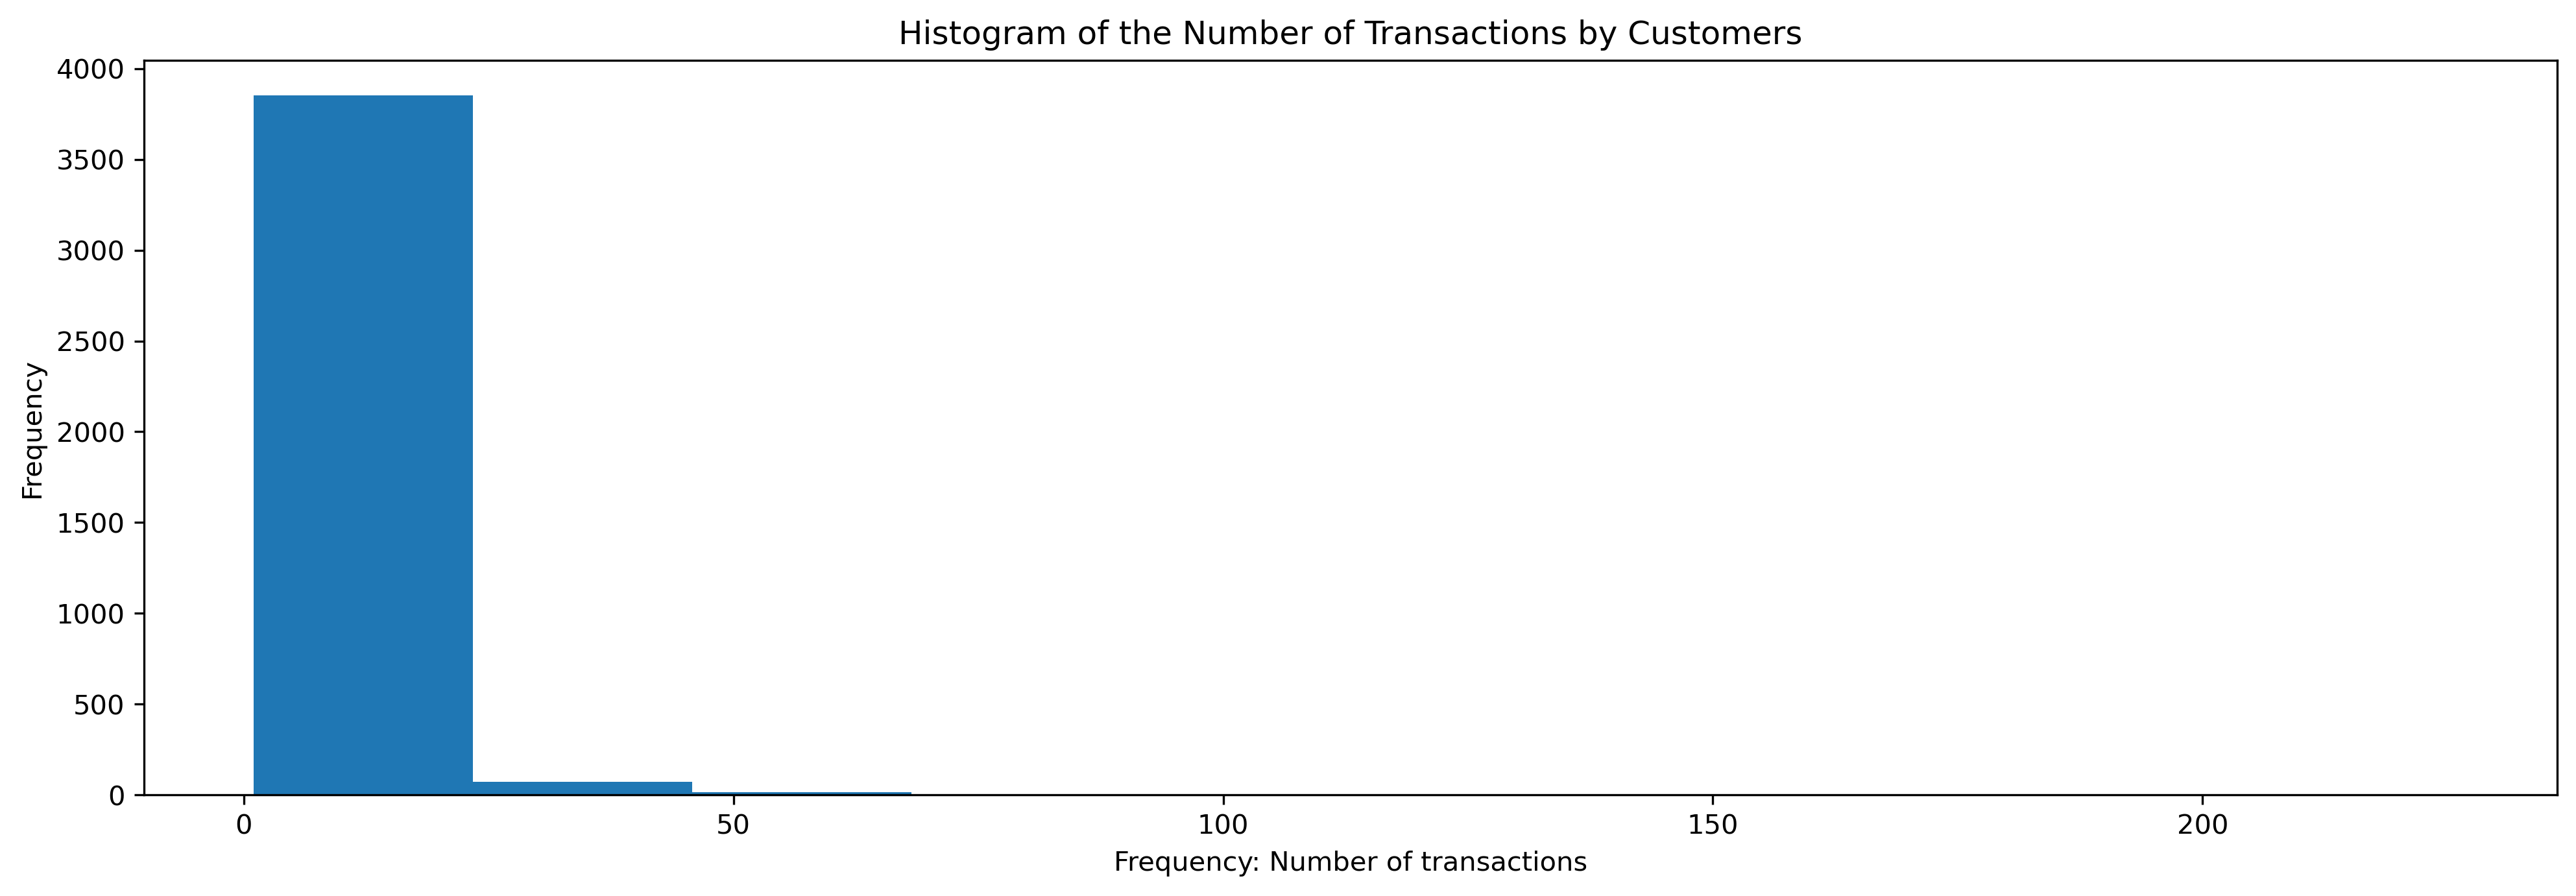 Histogram of the Number of Transactions by Customers
4000
3500
3000
2500
2000
1500
1000
500
0
Frequency
0 50 100 150 200
Frequency: Number of transactions